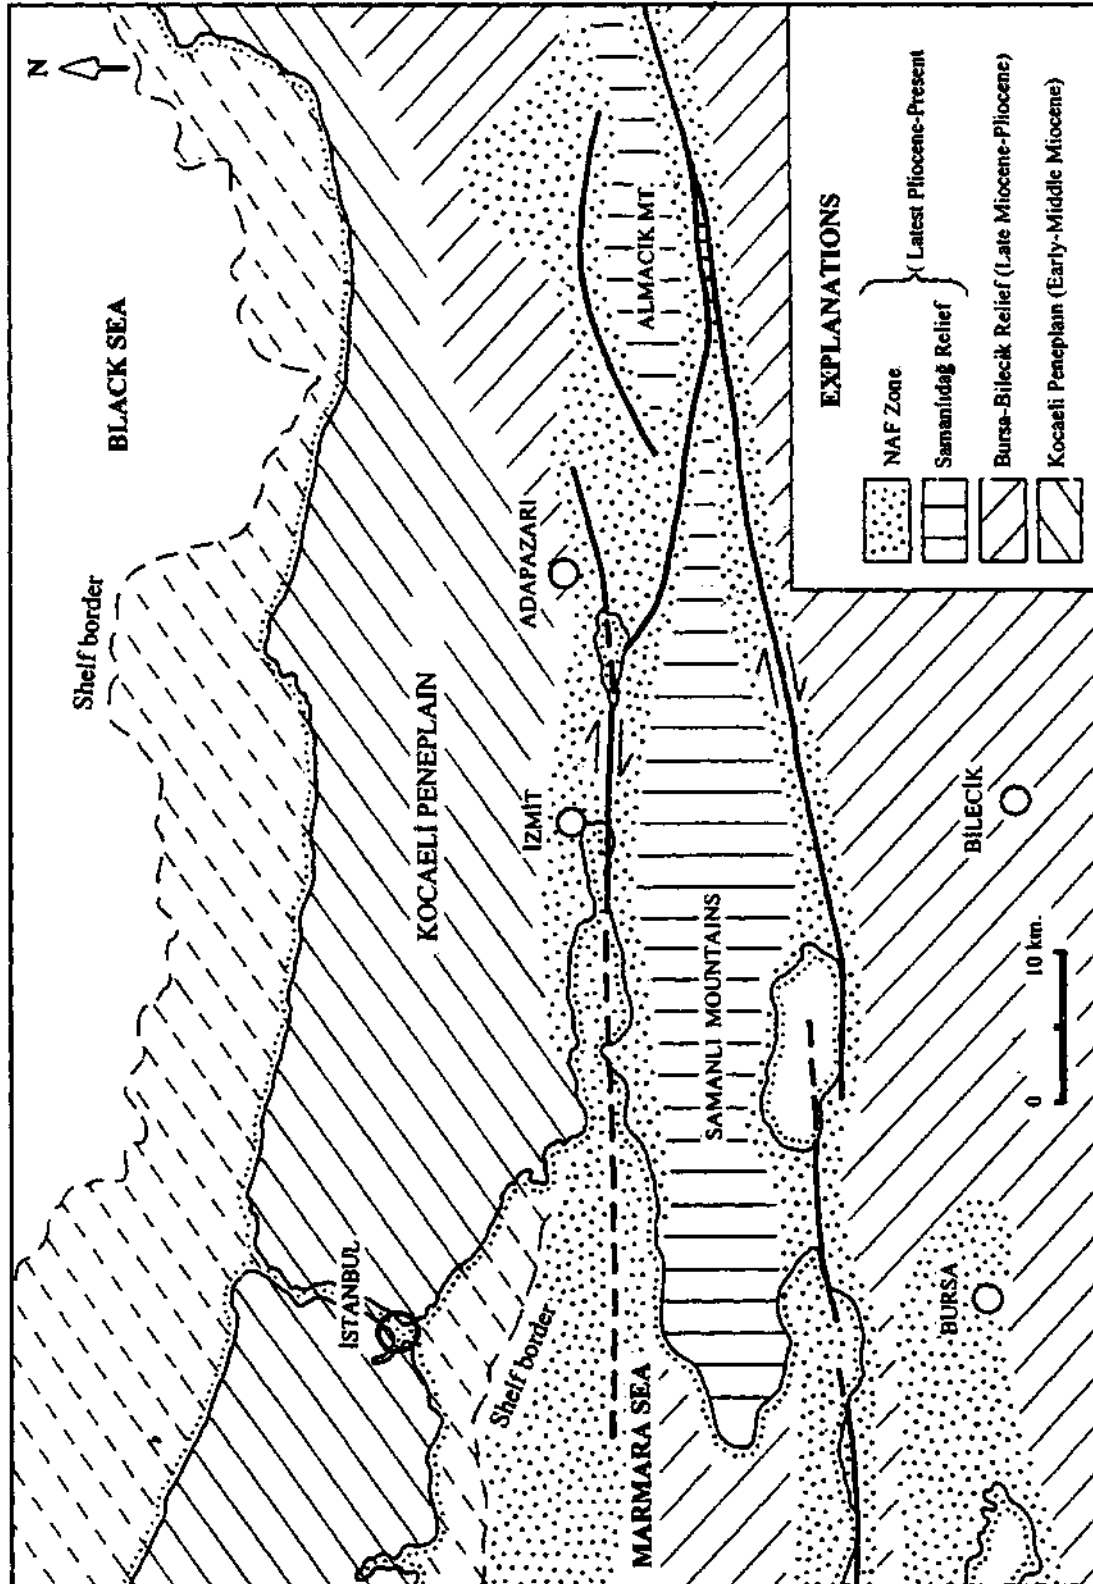 N
BLACK SEA
Shelf border
KOCAELİ PENEPLAIN
İSTANBUL
İZMİT
ADAPAZARI
Shelf border
MARMARA SEA
SAMANLI MOUNTAINS
ALMACIK MT.
BURSA
BİLECİK
0 10 km.
EXPLANATIONS
NAF Zone
Samanlıdağ Relief
( Latest Pliocene-Present
Bursa-Bilecik Relief (Late Miocene-Pliocene)
Kocaeli Peneplain (Early-Middle Miocene)